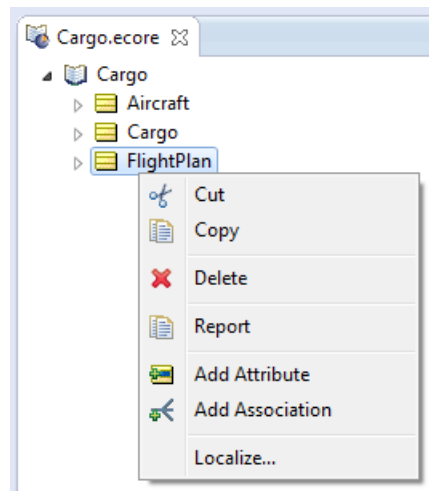 Cargo.ecore
Cargo
Aircraft
Cargo
FlightPlan
Cut
Copy
Delete
Report
Add Attribute
Add Association
Localize...